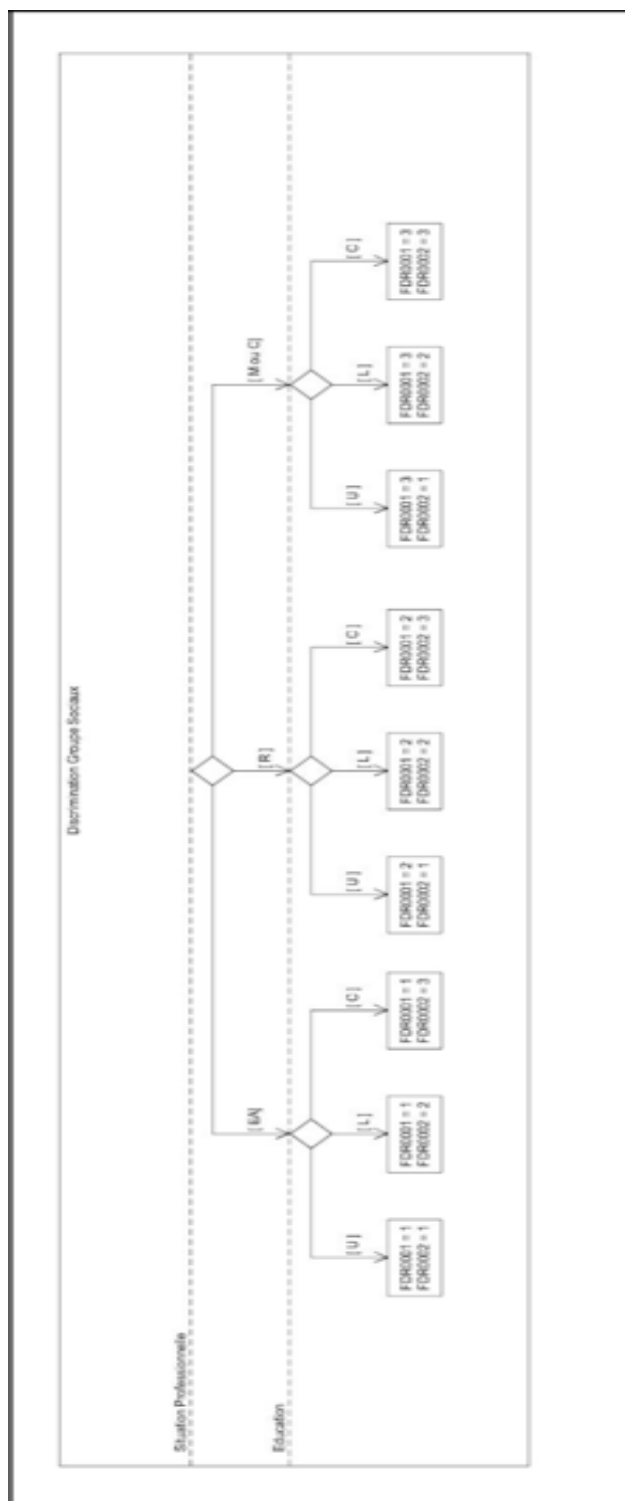 Discrimination Groupe Sociaux
Situation Professionnelle
[ R ]
[ M ou C]
Education
[ U ]
[ L ]
[ C ]
[ U ]
[ L ]
[ C ]
[ U ]
[ L ]
[ C ]
FDR0001 = 1
FDR0002 = 1
FDR0001 = 1
FDR0002 = 2
FDR0001 = 1
FDR0002 = 3
FDR0001 = 2
FDR0002 = 1
FDR0001 = 2
FDR0002 = 2
FDR0001 = 2
FDR0002 = 3
FDR0001 = 3
FDR0002 = 1
FDR0001 = 3
FDR0002 = 2
FDR0001 = 3
FDR0002 = 3